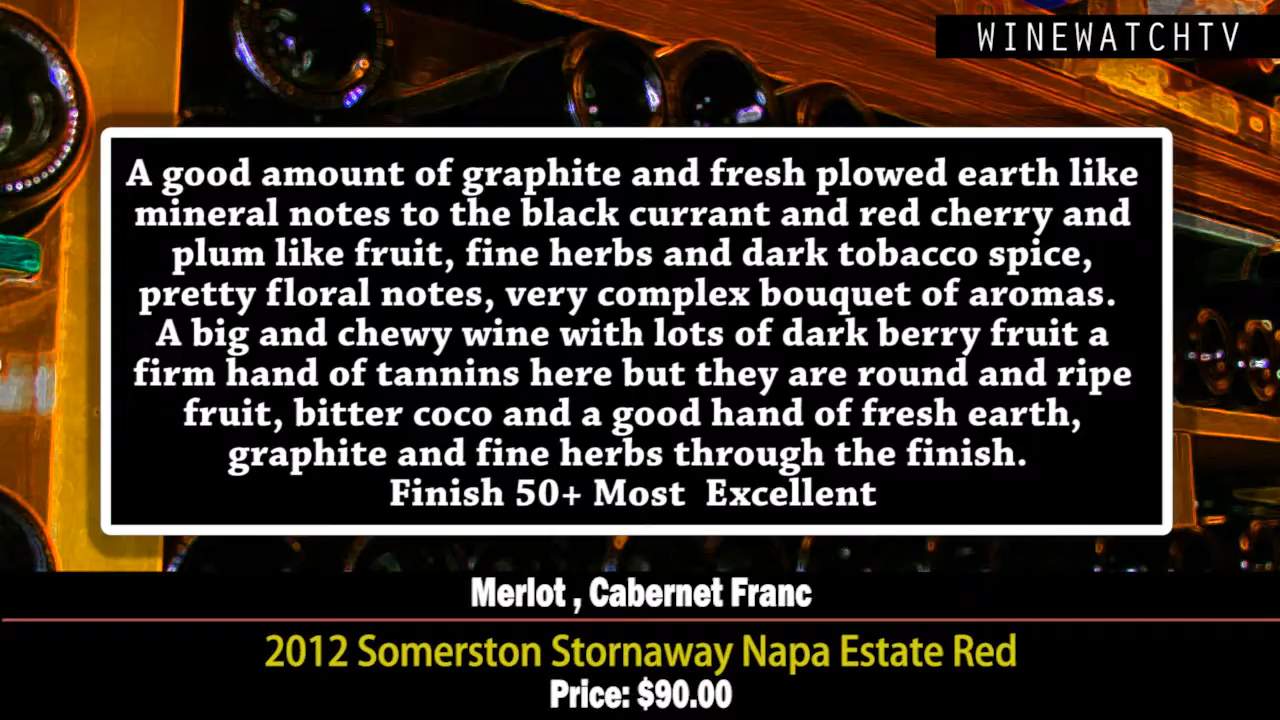 WINEWATCHTV
A good amount of graphite and fresh plowed earth like
mineral notes to the black currant and red cherry and
plum like fruit, fine herbs and dark tobacco spice,
pretty floral notes, very complex bouquet of aromas.
A big and chewy wine with lots of dark berry fruit a
firm hand of tannins here but they are round and ripe
fruit, bitter coco and a good hand of fresh earth,
graphite and fine herbs through the finish.
Finish 50+ Most Excellent
Merlot , Cabernet Franc
2012 Somerston Stornaway Napa Estate Red
Price: $90.00